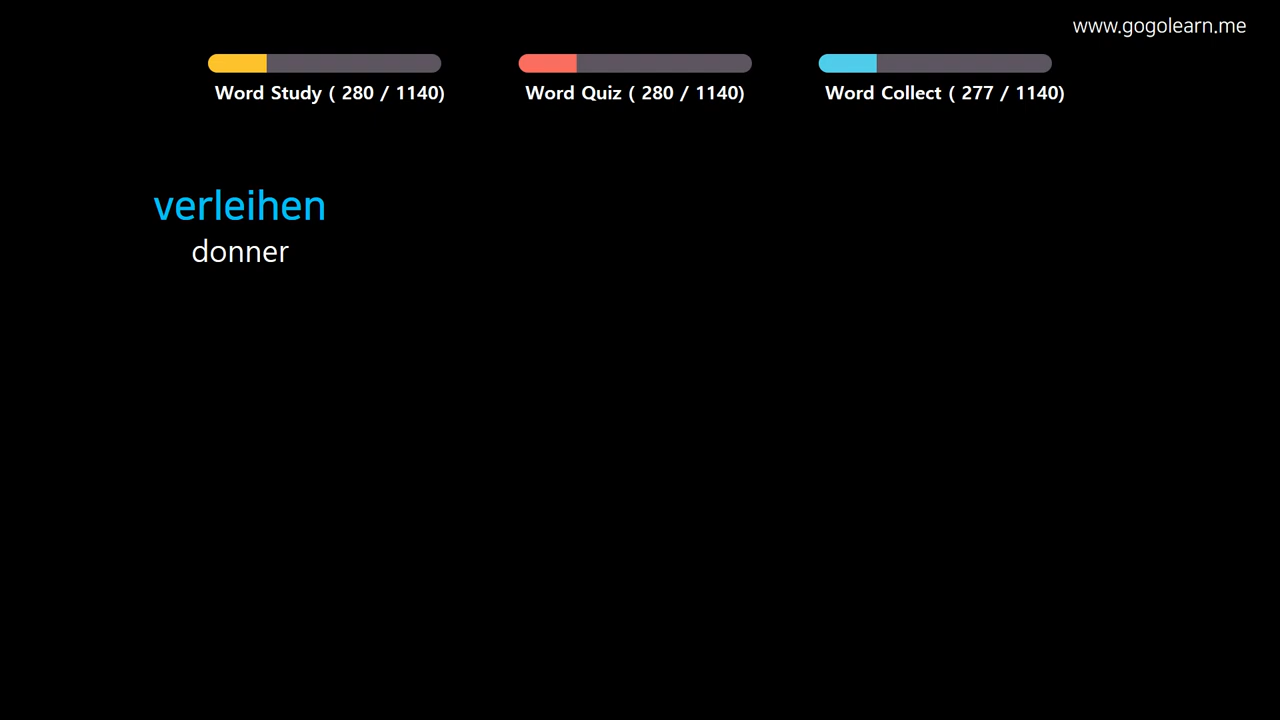 www.gogolearn.me
Word Study ( 280 / 1140)
Word Quiz ( 280 / 1140)
Word Collect ( 277 / 1140)
verleihen
donner